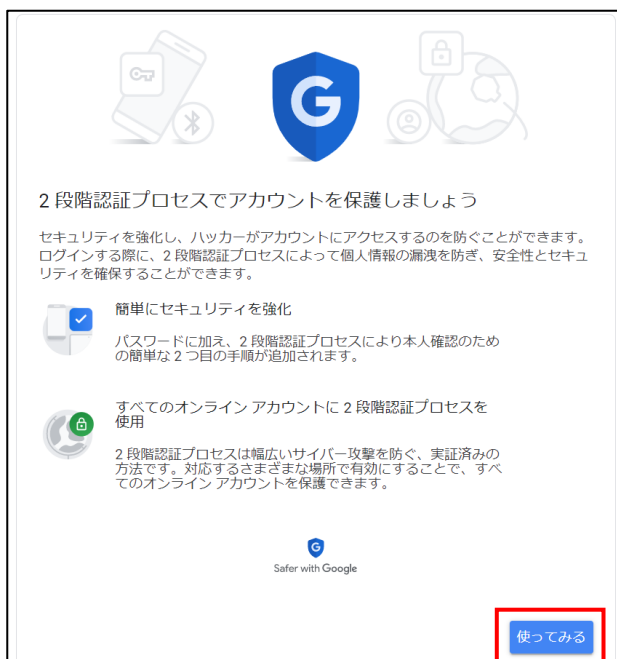 G
2 段階認証プロセスでアカウントを保護しましょう
セキュリティを強化し、ハッカーがアカウントにアクセスするのを防ぐことができます。
ログインする際に、2 段階認証プロセスによって個人情報の漏洩を防ぎ、安全性とセキュ
リティを確保することができます。
簡単にセキュリティを強化
パスワードに加え、2 段階認証プロセスにより本人確認のため
の簡単な 2 つ目の手順が追加されます。
すべてのオンライン アカウントに 2 段階認証プロセスを
使用
2 段階認証プロセスは幅広いサイバー攻撃を防ぐ、実証済みの
方法です。対応するさまざまな場所で有効にすることで、すべ
てのオンライン アカウントを保護できます。
G
Safer with Google
使ってみる